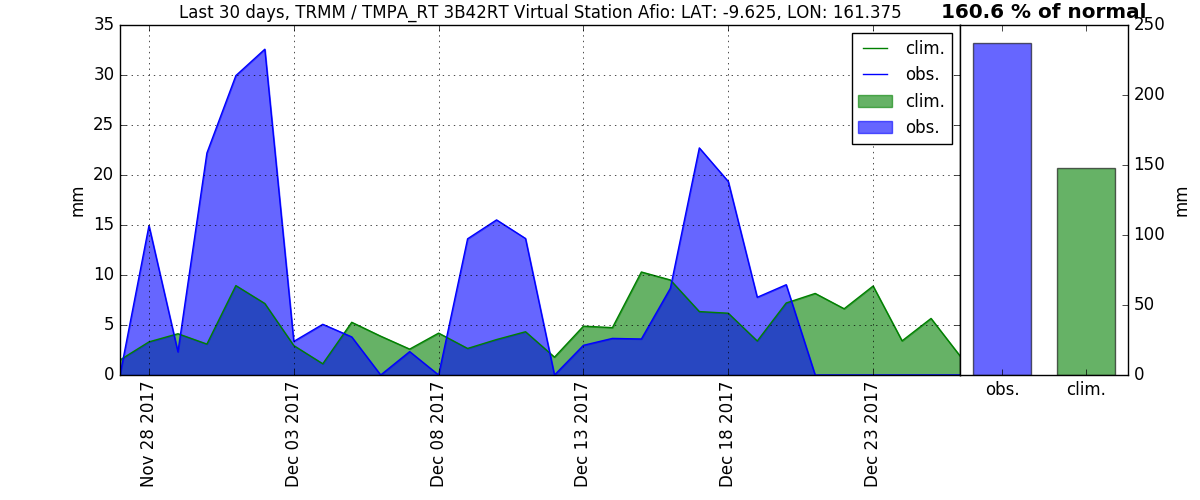 Last 30 days, TRMM / TMPA_RT 3B42RT Virtual Station Afio: LAT: -9.625, LON: 161.375
160.6 % of normal
35
30
25
20
15
10
5
0
mm
clim.
obs.
clim.
obs.
250
200
150
100
50
0
mm
obs.
clim.
Nov 28 2017
Dec 03 2017
Dec 08 2017
Dec 13 2017
Dec 18 2017
Dec 23 2017